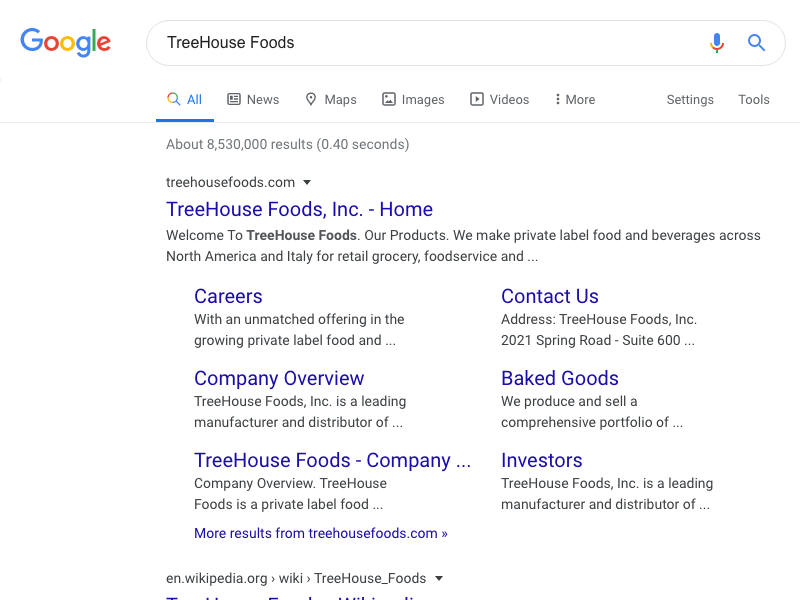 Google
TreeHouse Foods
All News Maps Images Videos More Settings Tools
About 8,530,000 results (0.40 seconds)
treehousefoods.com
TreeHouse Foods, Inc. - Home
Welcome To TreeHouse Foods. Our Products. We make private label food and beverages across
North America and Italy for retail grocery, foodservice and ...
Careers
With an unmatched offering in the
growing private label food and ...
Contact Us
Address: TreeHouse Foods, Inc.
2021 Spring Road - Suite 600 ...
Company Overview
TreeHouse Foods, Inc. is a leading
manufacturer and distributor of ...
Baked Goods
We produce and sell a
comprehensive portfolio of ...
TreeHouse Foods - Company ...
Company Overview. TreeHouse
Foods is a private label food ...
Investors
TreeHouse Foods, Inc. is a leading
manufacturer and distributor of ...
More results from treehousefoods.com »
en.wikipedia.org › wiki › TreeHouse_Foods
TreeHouse Foods - Wikipedia